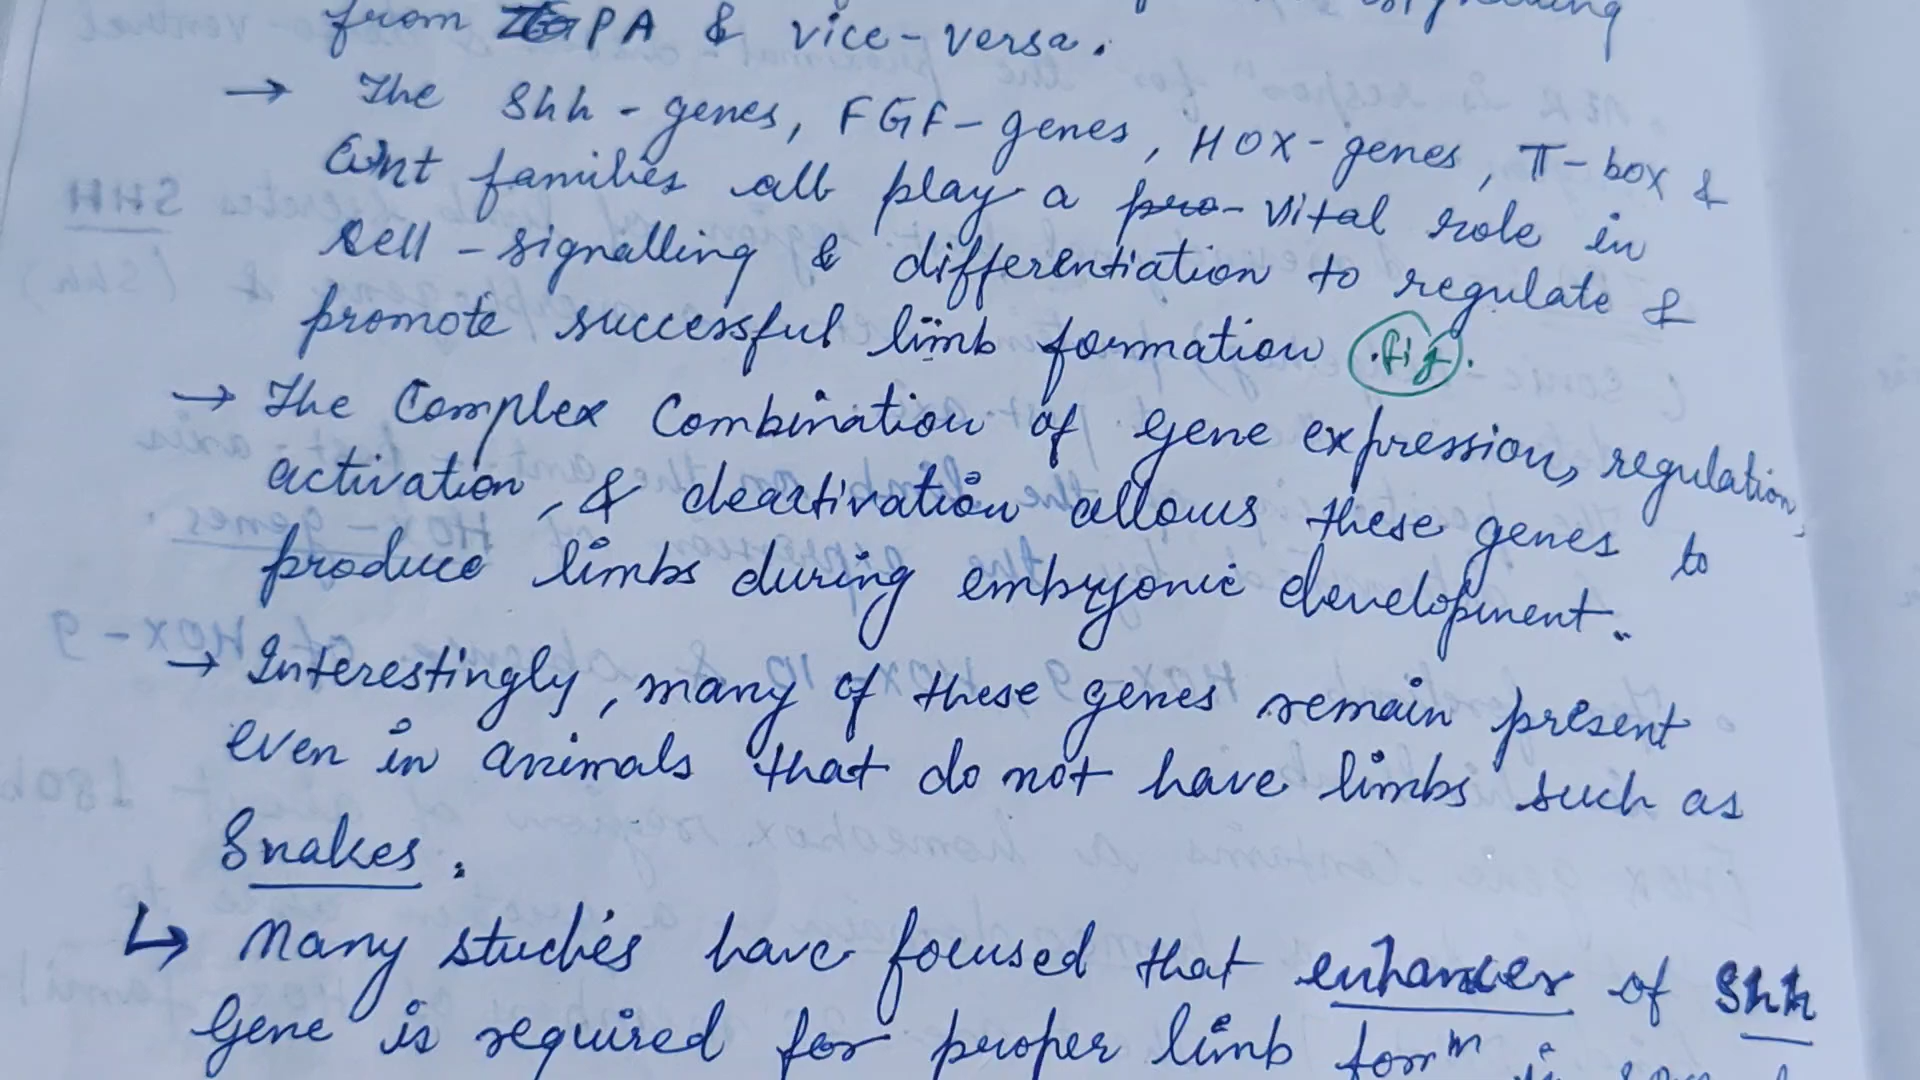 from ZPA & vice-versa.
→ The Shh-genes, FGF-genes, HOX-genes, T-box &
Wnt families all play a pro- vital role in
cell-signalling & differentiation to regulate &
promote successful limb formation (fig).
→ The Complex Combination of gene expression, regulation,
activation, & deactivation allows these genes to
produce limbs during embryonic development.
→ Interestingly, many of these genes remain present
even in animals that do not have limbs such as
Snakes.
↳ Many studies have focused that enhancer of Shh
Gene is required for proper limb form^n in